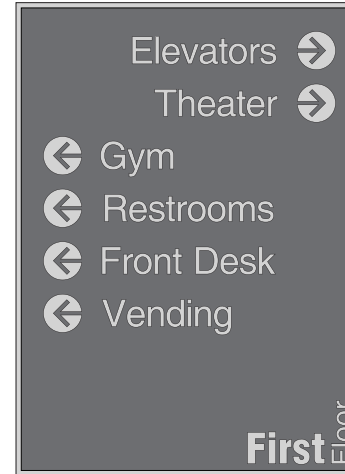 Elevators
Theater
Gym
Restrooms
Front Desk
Vending
First Floor